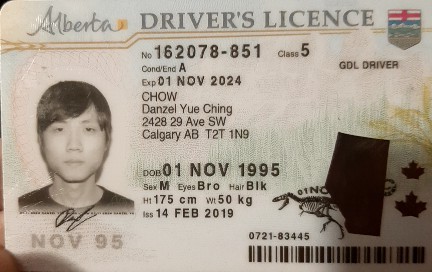 Alberta DRIVER'S LICENCE
No 162078-851 Class 5
Cond/End A GDL DRIVER
Exp 01 NOV 2024
CHOW
Danzel Yue Ching
2428 29 Ave SW
Calgary AB T2T 1N9
DOB 01 NOV 1995
Sex M Eyes Bro Hair Blk
Ht 175 cm Wt 50 kg
Iss 14 FEB 2019
NOV 95
0721-83445